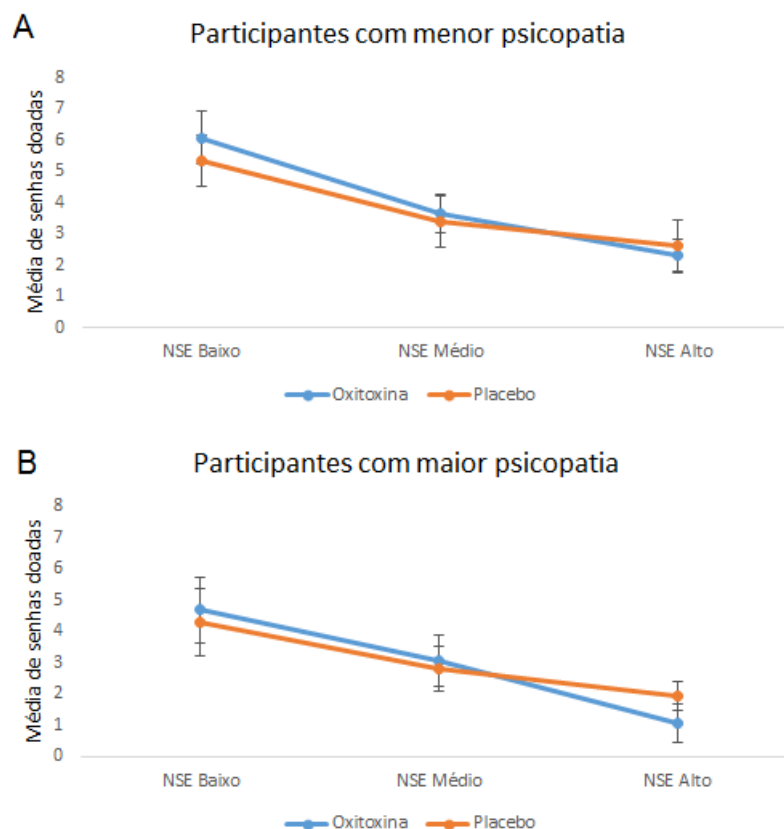 A
Participantes com menor psicopatia
Média de senhas doadas
8
7
6
5
4
3
2
1
0
NSE Baixo NSE Médio NSE Alto
Oxitoxina Placebo
B
Participantes com maior psicopatia
Média de senhas doadas
8
7
6
5
4
3
2
1
0
NSE Baixo NSE Médio NSE Alto
Oxitoxina Placebo